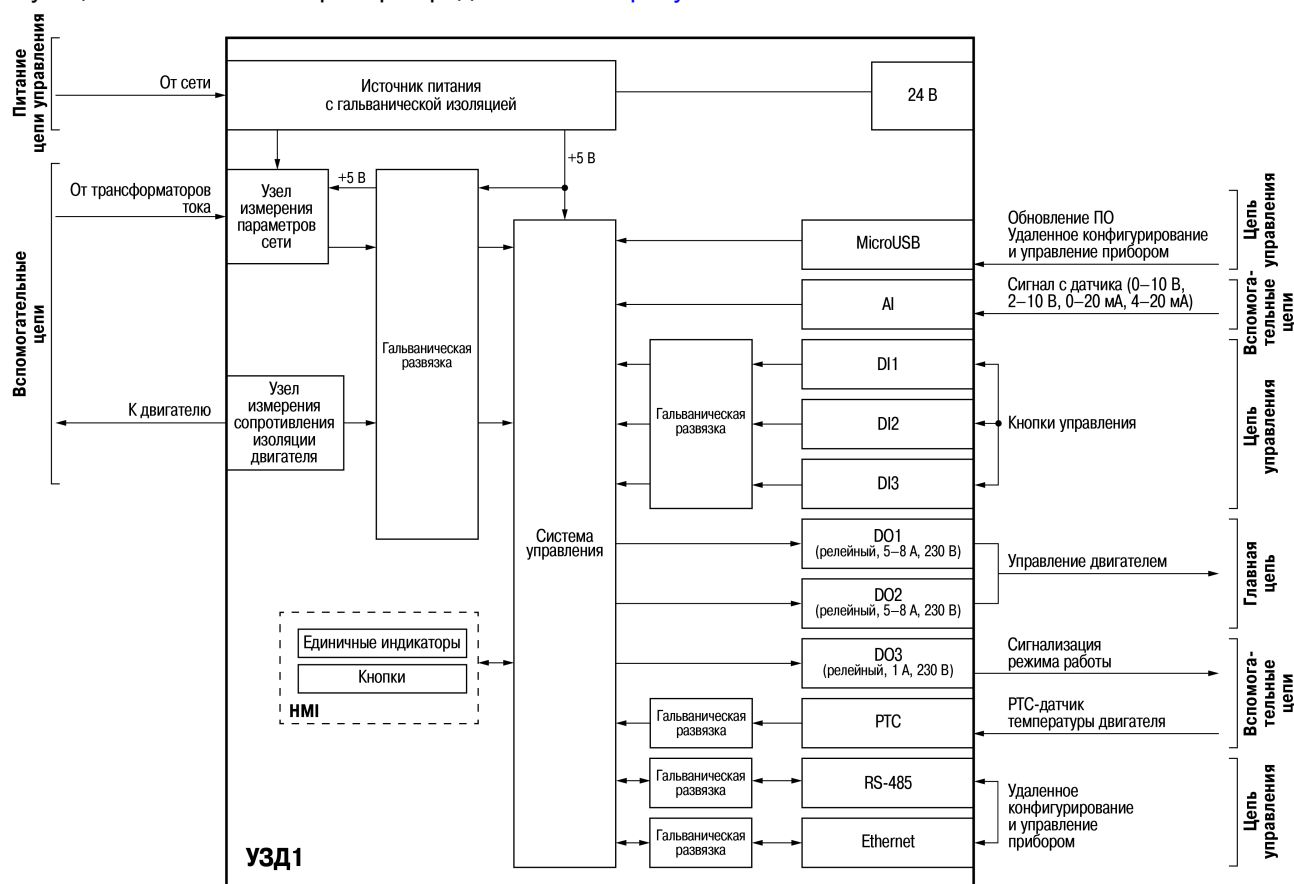 Питание
цепи управления
От сети
Источник питания
с гальванической изоляцией
24 В
+5 В
+5 В
Вспомогательные
цепи
От трансформаторов
тока
Узел
измерения
параметров
сети
Гальваническая
развязка
К двигателю
Узел
измерения
сопротивления
изоляции
двигателя
Система
управления
Единичные индикаторы
Кнопки
HMI
УЗД1
MicroUSB
Обновление ПО
Удаленное конфигурирование
и управление прибором
Цепь
управления
AI
Сигнал с датчика (0–10 В,
2–10 В, 0–20 мА, 4–20 мА)
Вспомога-
тельные
цепи
Гальваническая
развязка
DI1
DI2
DI3
Кнопки управления
Цепь
управления
DO1
(релейный, 5–8 А, 230 В)
DO2
(релейный, 5–8 А, 230 В)
Управление двигателем
Главная
цепь
DO3
(релейный, 1 А, 230 В)
Сигнализация
режима работы
Гальваническая
развязка
PTC
PTC-датчик
температуры двигателя
Вспомога-
тельные
цепи
Гальваническая
развязка
RS-485
Гальваническая
развязка
Ethernet
Удаленное
конфигурирование
и управление
прибором
Цепь
управления